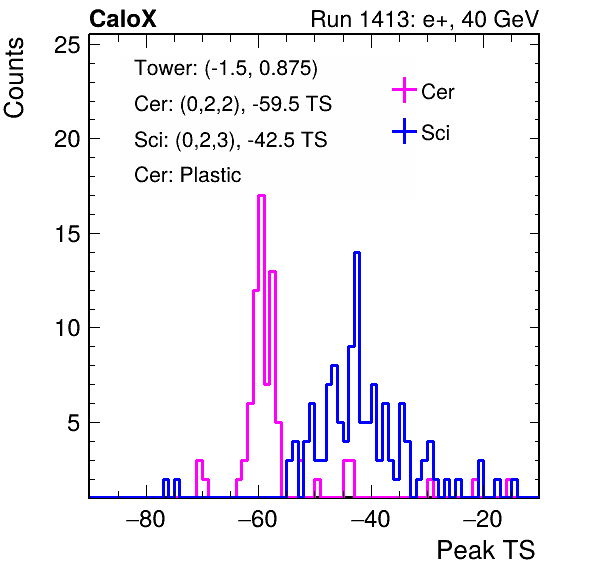 CaloX Run 1413: e+, 40 GeV
Counts
25
20
15
10
5
Tower: (-1.5, 0.875)
Cer: (0,2,2), -59.5 TS
Sci: (0,2,3), -42.5 TS
Cer: Plastic
Cer
Sci
−80 −60 −40 −20
Peak TS